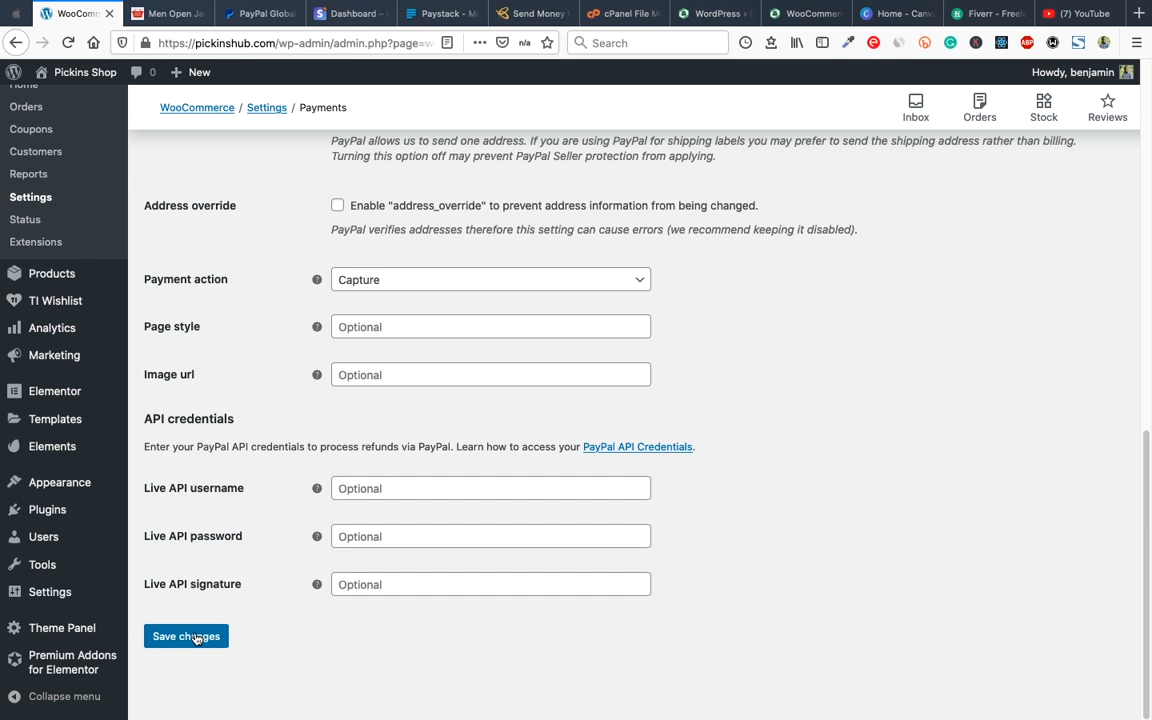 WooComm
Men Open Ja
PayPal Global
Dashboard –
Paystack - M
Send Money
cPanel File M
WordPress ›
WooCommer
Home - Canv
Fiverr - Freel
(7) YouTube
https://pickinshub.com/wp-admin/admin.php?page=w
n/a
Search
ABP
Pickins Shop
0
New
Howdy, benjamin
Home
Orders
Coupons
Customers
Reports
Settings
Status
Extensions
Products
TI Wishlist
Analytics
Marketing
Elementor
Templates
Elements
Appearance
Plugins
Users
Tools
Settings
Theme Panel
Premium Addons
for Elementor
Collapse menu
WooCommerce / Settings / Payments
Inbox
Orders
Stock
Reviews
PayPal allows us to send one address. If you are using PayPal for shipping labels you may prefer to send the shipping address rather than billing.
Turning this option off may prevent PayPal Seller protection from applying.
Address override
Enable "address_override" to prevent address information from being changed.
PayPal verifies addresses therefore this setting can cause errors (we recommend keeping it disabled).
Payment action
Capture
Page style
Optional
Image url
Optional
API credentials
Enter your PayPal API credentials to process refunds via PayPal. Learn how to access your PayPal API Credentials.
Live API username
Optional
Live API password
Optional
Live API signature
Optional
Save changes